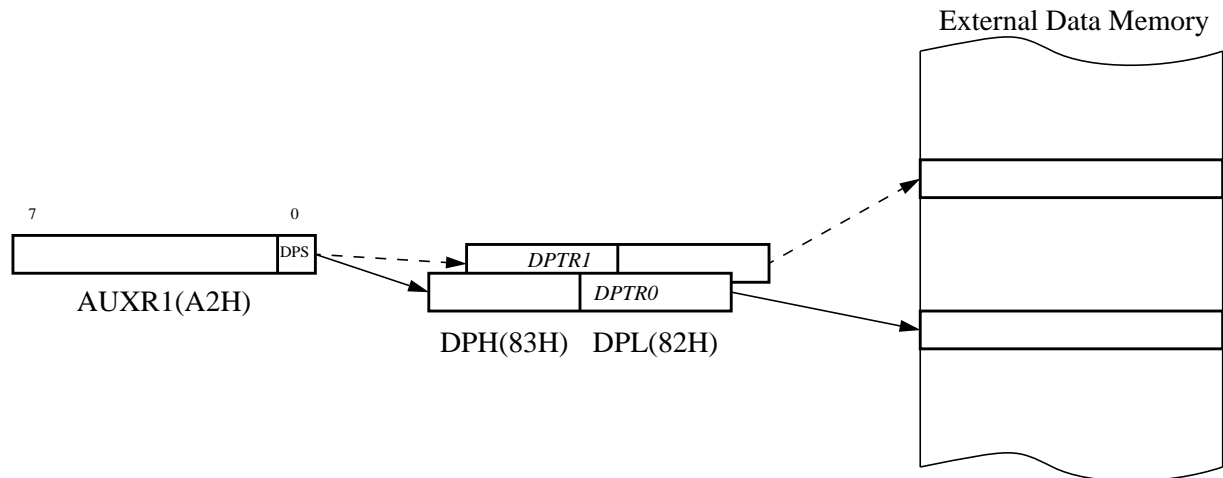 External Data Memory
7
0
DPS
DPTR1
DPTR0
AUXR1(A2H)
DPH(83H) DPL(82H)